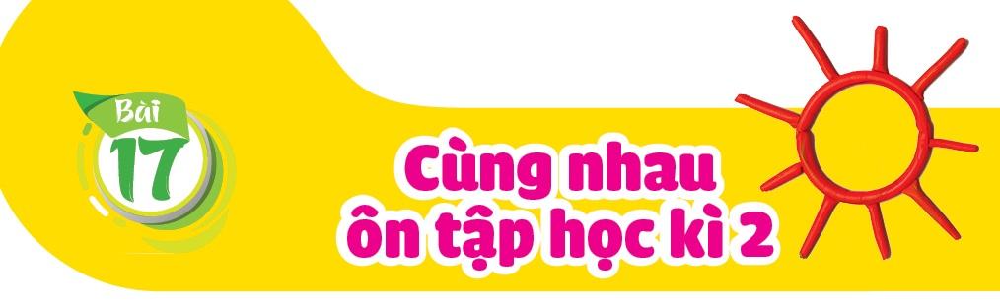 Bài
17
Cùng nhau
ôn tập học kì 2